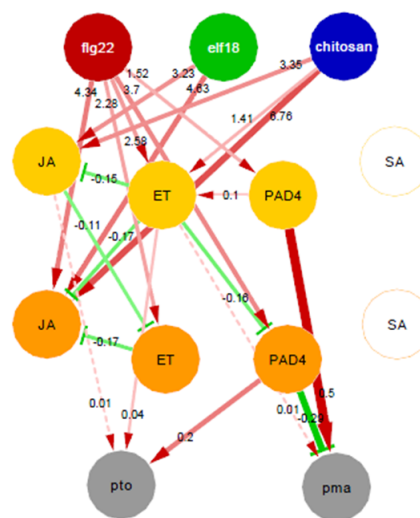 flg22 elf18 chitosan
1.52 3.23 3.35
4.34 2.28 3.7 4.63
1.41 6.76
2.58
JA ET PAD4 SA
-0.15 0.1
-0.11 -0.17
-0.16
JA ET PAD4 SA
-0.17
0.01 0.04 0.2 0.01 -0.29 0.5
pto pma